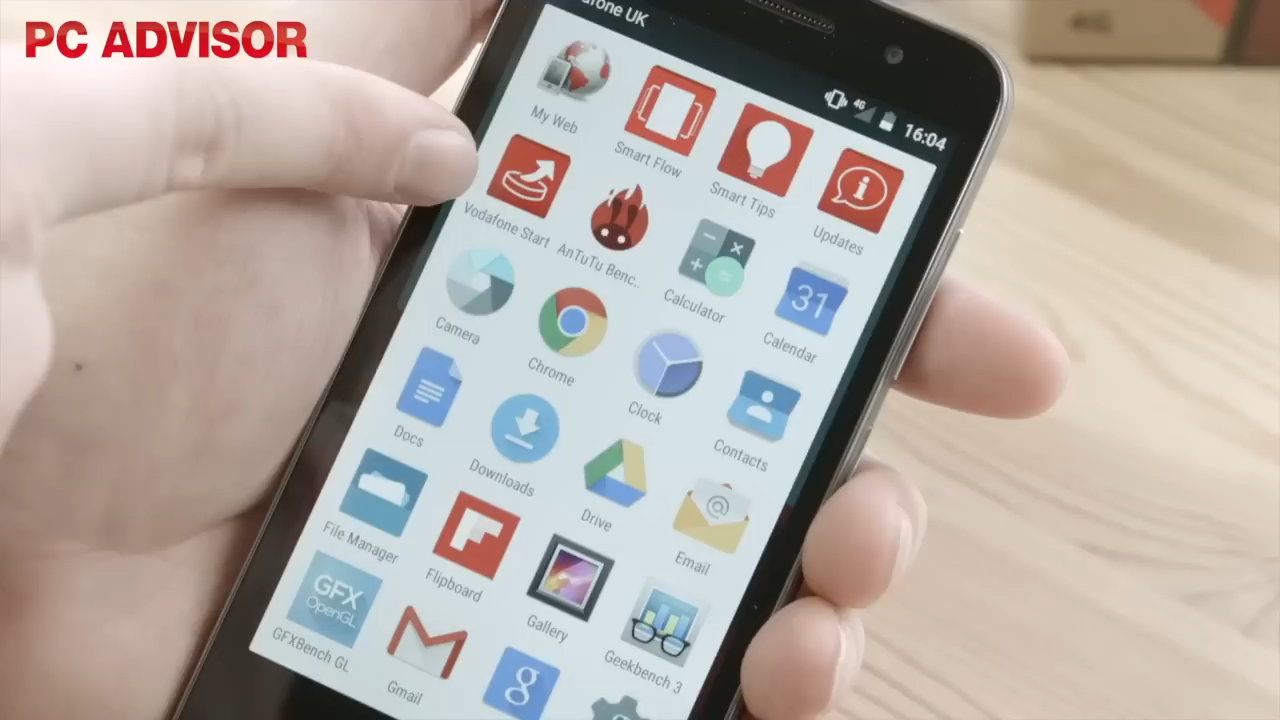 PC ADVISOR
4G
afone UK
4G
16:04
My Web
Smart Flow
Smart Tips
Updates
Vodafone Start
AnTuTu Benc..
Calculator
31
Calendar
Camera
Chrome
Clock
Contacts
Docs
Downloads
Drive
@
Email
File Manager
Flipboard
Gallery
Geekbench 3
GFX
OpenGL
GFXBench GL
Gmail
g